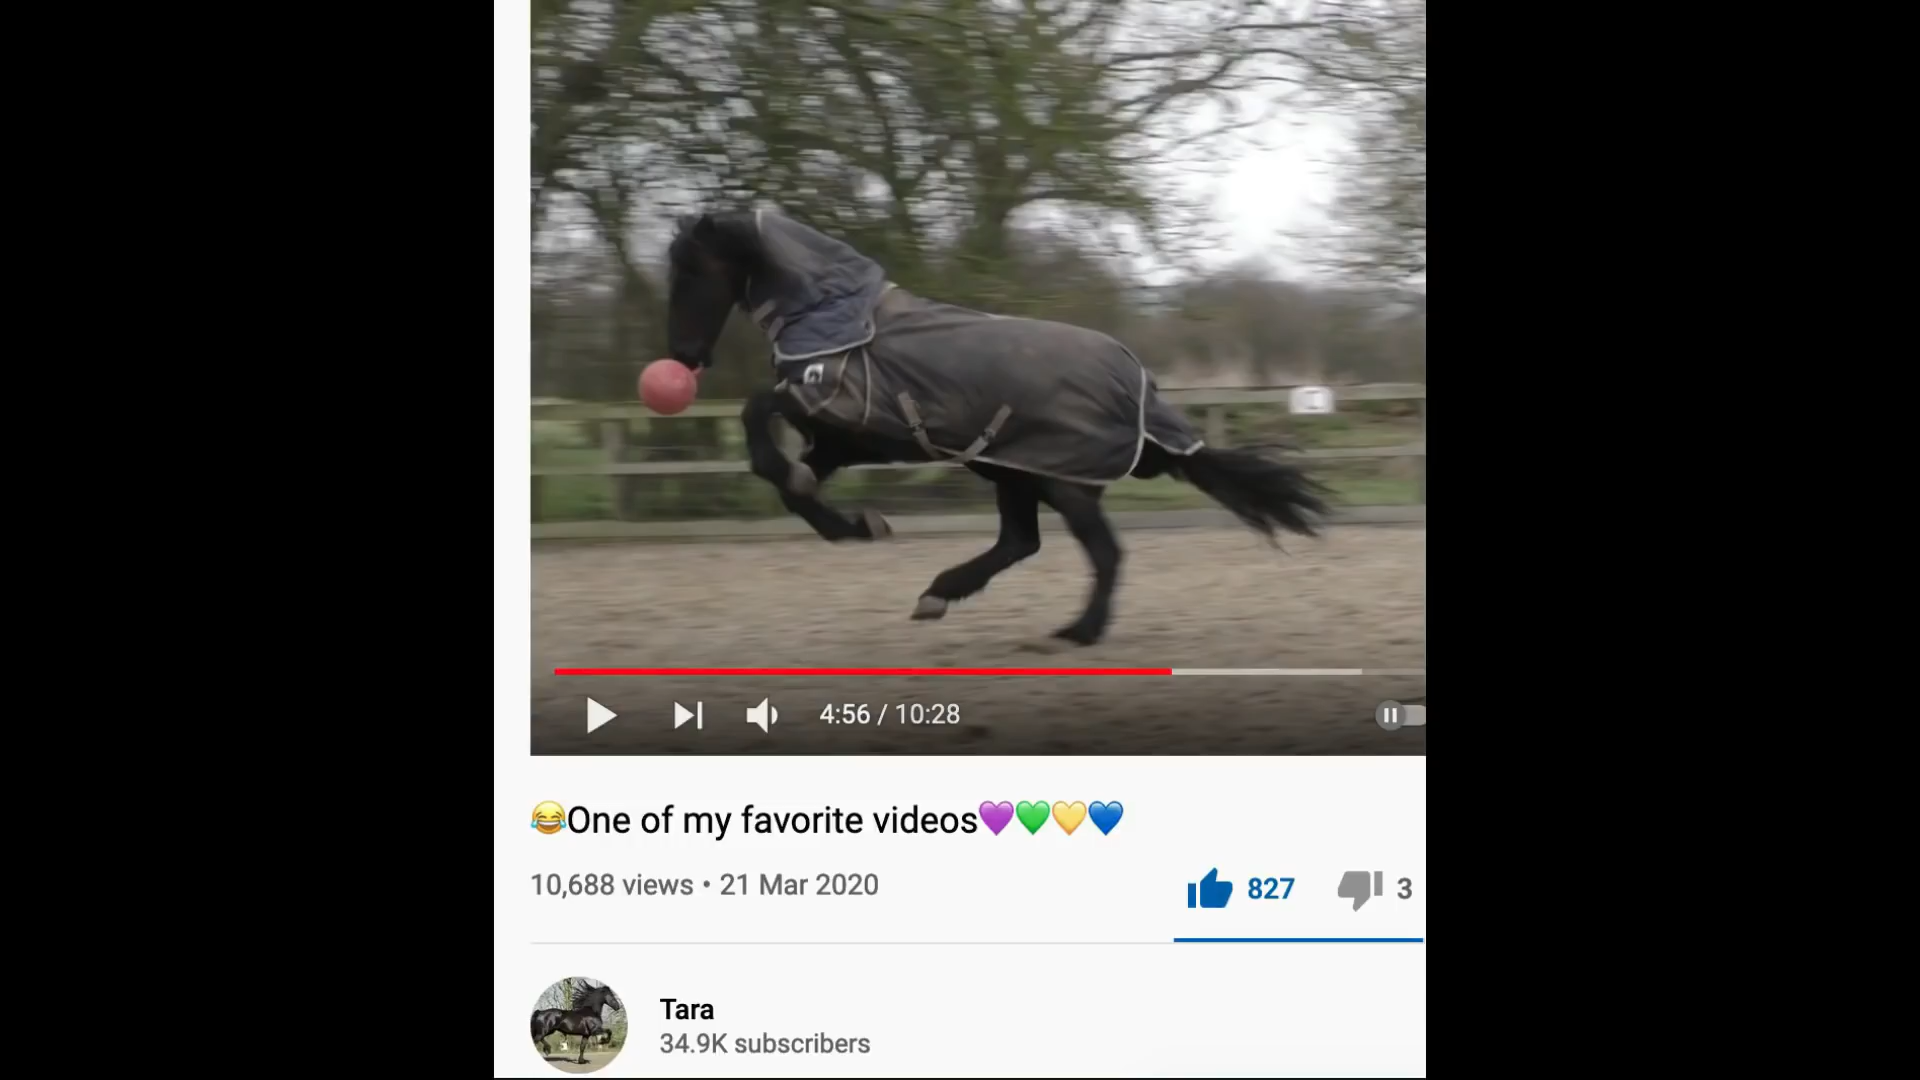 4:56 / 10:28
😂One of my favorite videos💜💚💛💙
10,688 views • 21 Mar 2020
827
3
Tara
34.9K subscribers